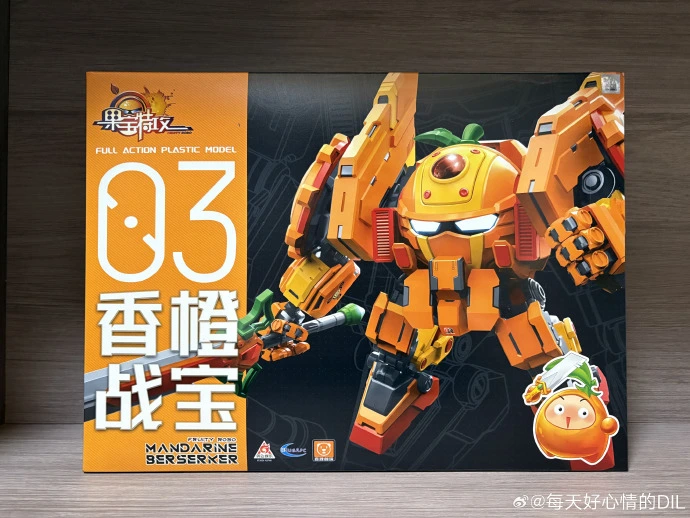 果宝特攻
FULL ACTION PLASTIC MODEL
03
香橙
战宝
FRUITY ROBO
MANDARINE
BERSERKER
@每天好心情的DIL